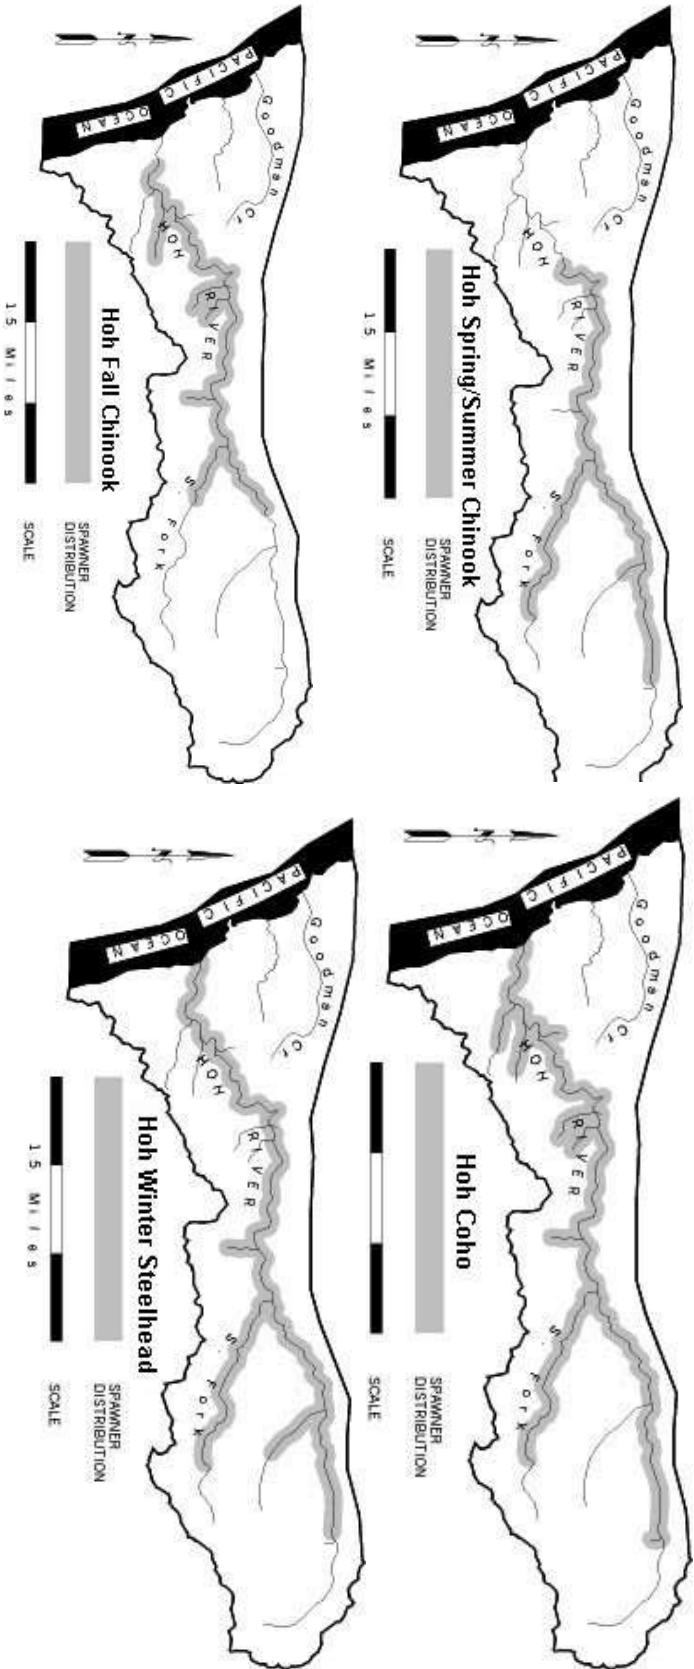 Goodman Cr
PACIFIC
OCEAN
N
HOH
RIVER
S. Fork
Hoh Spring/Summer Chinook
SPAWNER
DISTRIBUTION
SCALE
1 5 Miles
Goodman Cr
PACIFIC
OCEAN
N
HOH
RIVER
S. Fork
Hoh Coho
SPAWNER
DISTRIBUTION
SCALE
Goodman Cr
PACIFIC
OCEAN
N
HOH
RIVER
S. Fork
Hoh Fall Chinook
SPAWNER
DISTRIBUTION
SCALE
1 5 Miles
Goodman Cr
PACIFIC
OCEAN
N
HOH
RIVER
S. Fork
Hoh Winter Steelhead
SPAWNER
DISTRIBUTION
SCALE
1 5 Miles